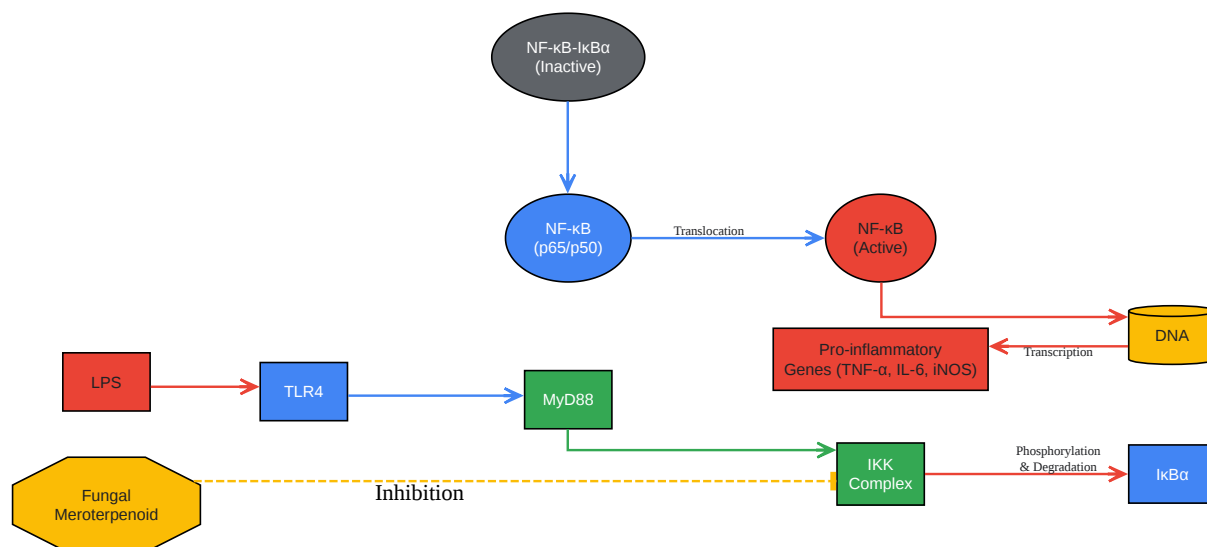 NF-κB-IκBα
(Inactive)
NF-κB
(p65/p50)
Translocation
NF-κB
(Active)
DNA
Pro-inflammatory
Genes (TNF-α, IL-6, iNOS)
Transcription
LPS
TLR4
MyD88
Phosphorylation
& Degradation
IKK
Complex
IκBα
Inhibition
Fungal
Meroterpenoid